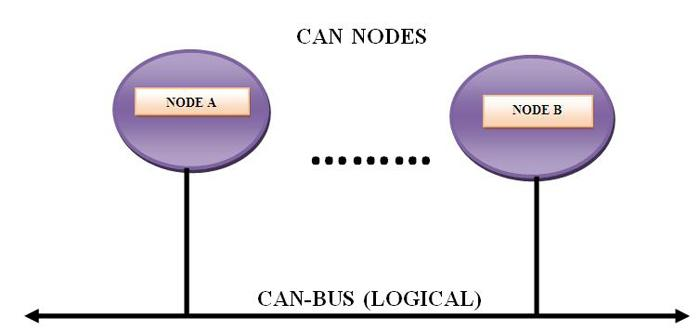 CAN NODES
NODE A
NODE B
CAN-BUS (LOGICAL)